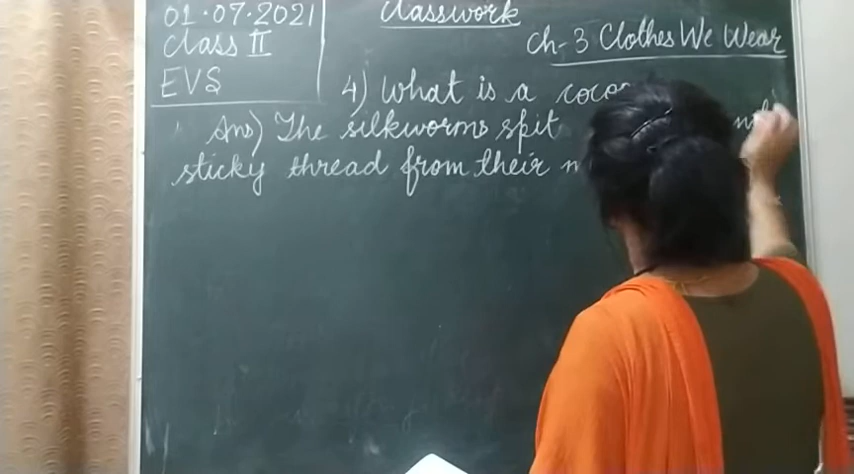 01.07.2021
Class II
EVS
Classwork
Ch-3 Clothes We Wear
4) What is a
Ans) The silkworms spit
sticky thread from their